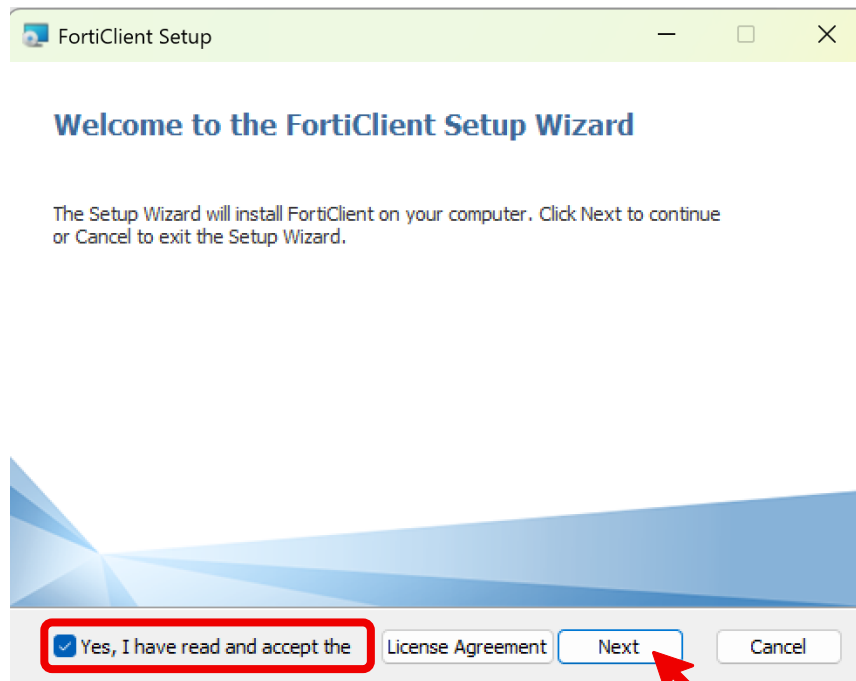 FortiClient Setup
Welcome to the FortiClient Setup Wizard
The Setup Wizard will install FortiClient on your computer. Click Next to continue
or Cancel to exit the Setup Wizard.
Yes, I have read and accept the License Agreement Next Cancel